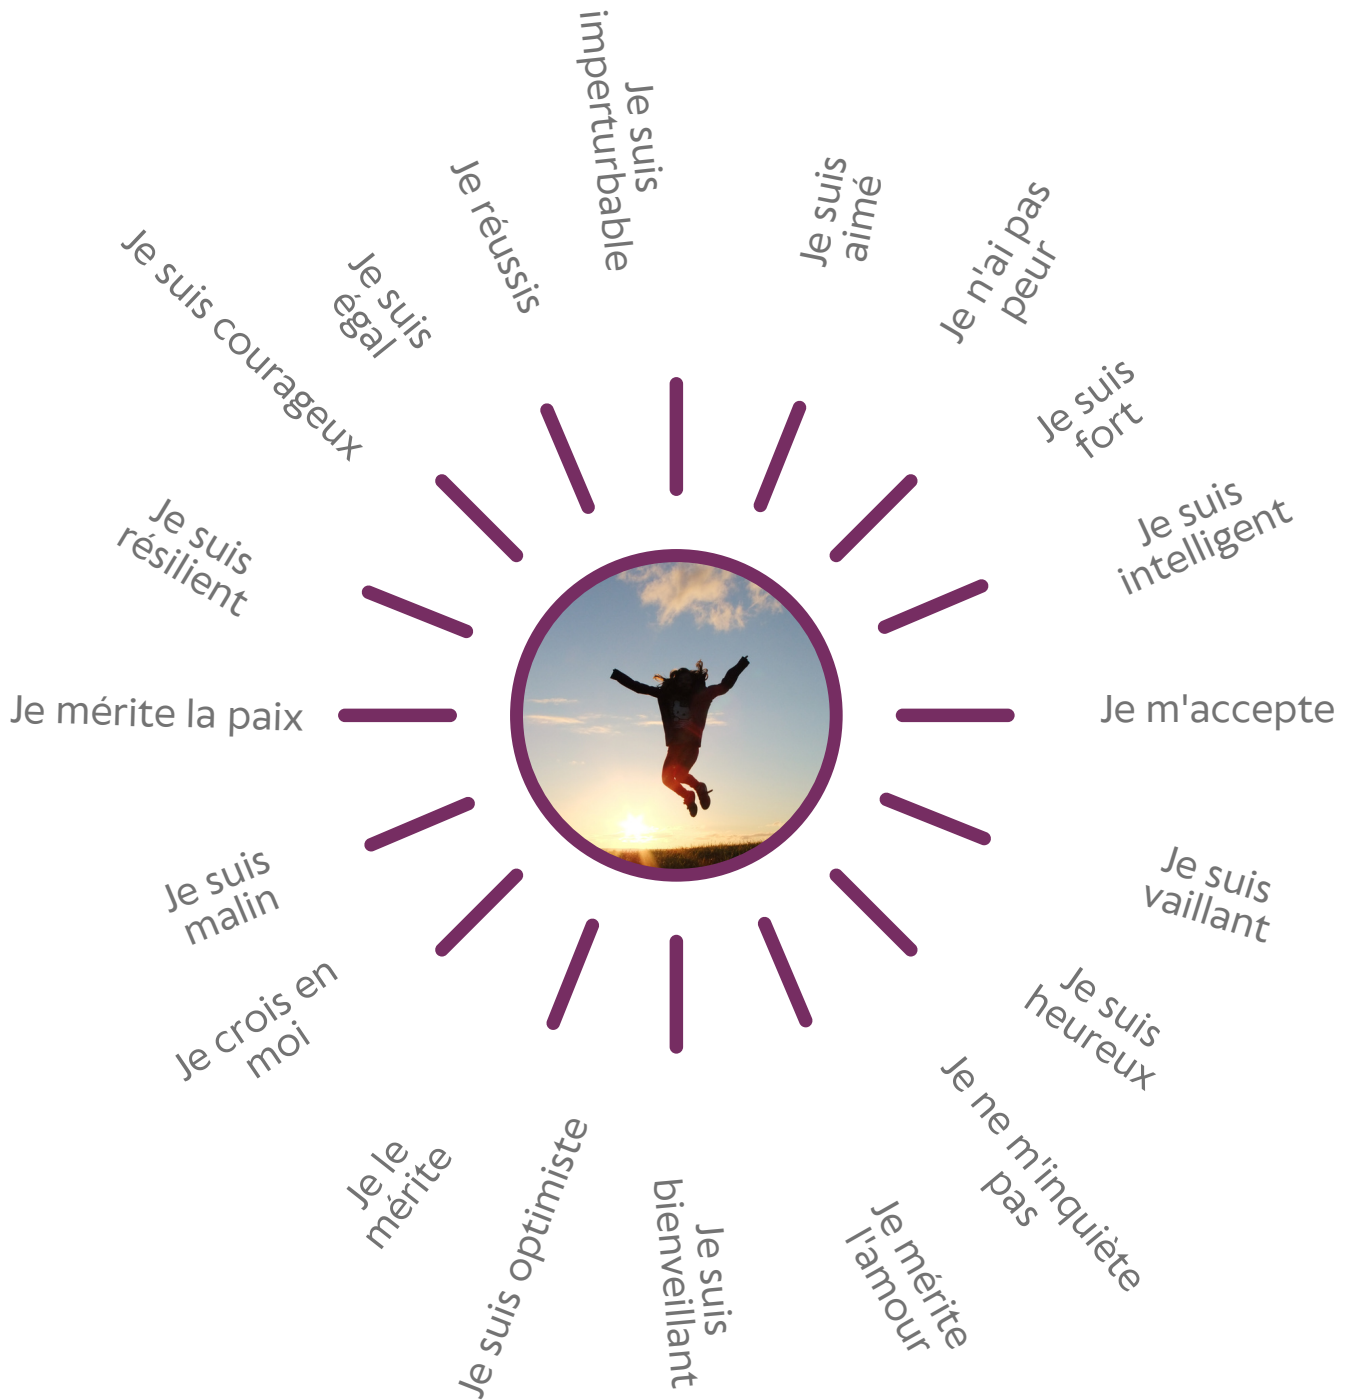 Je suis
imperturbable
Je suis
aimé
Je n'ai pas
peur
Je suis
fort
Je suis
intelligent
Je m'accepte
Je suis
vaillant
Je suis
heureux
Je ne m'inquiète
pas
Je mérite
l'amour
Je suis
bienveillant
Je suis optimiste
Je le
mérite
Je crois en
moi
Je suis
malin
Je mérite la paix
Je suis
résilient
Je suis courageux
Je suis
égal
Je réussis